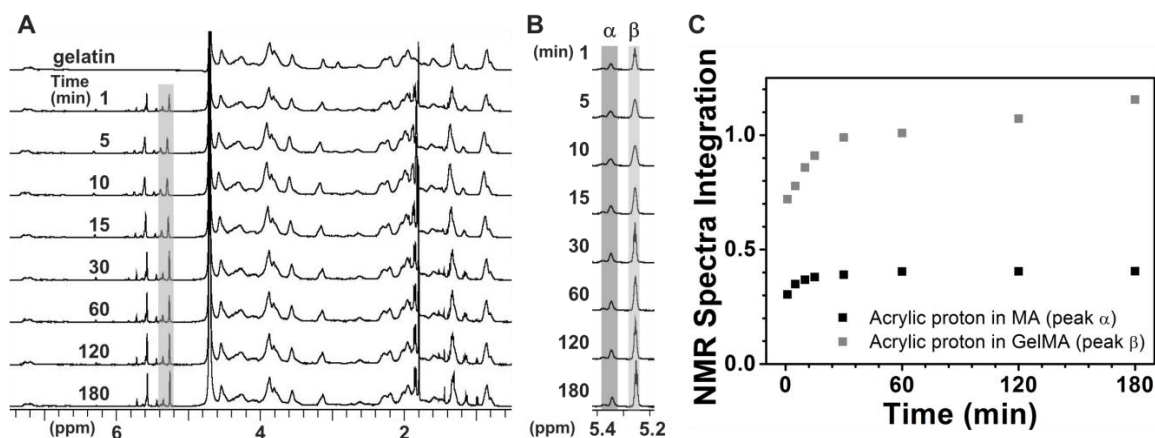 A
gelatin
Time
(min) 1
5
10
15
30
60
120
180
(ppm) 6 4 2
B
α β
(min) 1
5
10
15
30
60
120
180
(ppm) 5.4 5.2
C
NMR Spectra Integration
1.0
0.5
0.0
Acrylic proton in MA (peak α)
Acrylic proton in GelMA (peak β)
0 60 120 180
Time (min)